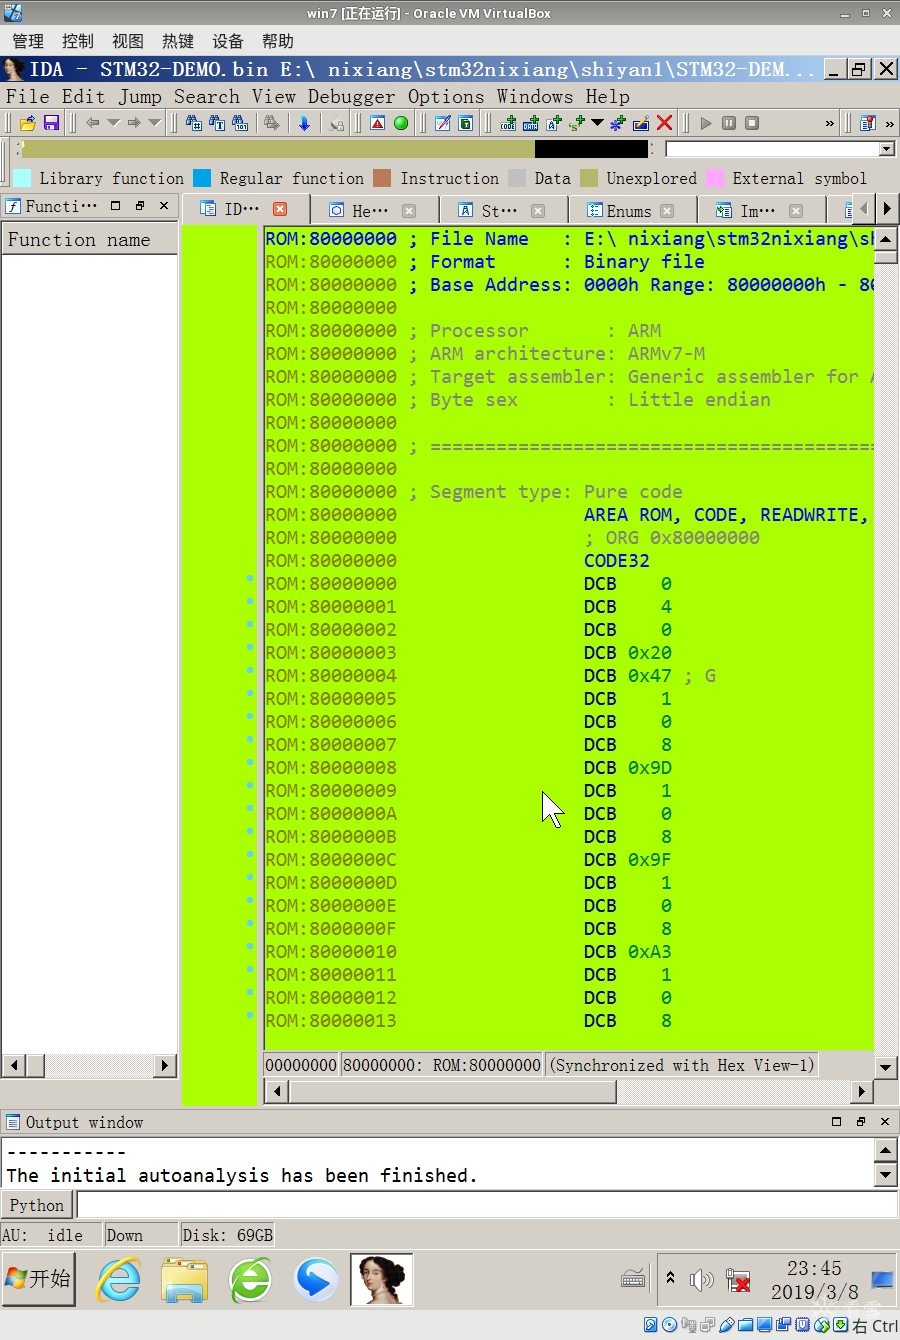 win7 [正在运行] - Oracle VM VirtualBox
管理 控制 视图 热键 设备 帮助
IDA - STM32-DEMO.bin E:\ nixiang\stm32nixiang\shiyan1\STM32-DEM...
File Edit Jump Search View Debugger Options Windows Help
Library function Regular function Instruction Data Unexplored External symbol
Functi... ID... He... St... Enums Im...
Function name
ROM:80000000 ; File Name : E:\ nixiang\stm32nixiang\sh
ROM:80000000 ; Format : Binary file
ROM:80000000 ; Base Address: 0000h Range: 80000000h - 80
ROM:80000000
ROM:80000000 ; Processor : ARM
ROM:80000000 ; ARM architecture: ARMv7-M
ROM:80000000 ; Target assembler: Generic assembler for A
ROM:80000000 ; Byte sex : Little endian
ROM:80000000
ROM:80000000 ; ========================================
ROM:80000000
ROM:80000000 ; Segment type: Pure code
ROM:80000000 AREA ROM, CODE, READWRITE,
ROM:80000000 ; ORG 0x80000000
ROM:80000000 CODE32
ROM:80000000 DCB 0
ROM:80000001 DCB 4
ROM:80000002 DCB 0
ROM:80000003 DCB 0x20
ROM:80000004 DCB 0x47 ; G
ROM:80000005 DCB 1
ROM:80000006 DCB 0
ROM:80000007 DCB 8
ROM:80000008 DCB 0x9D
ROM:80000009 DCB 1
ROM:8000000A DCB 0
ROM:8000000B DCB 8
ROM:8000000C DCB 0x9F
ROM:8000000D DCB 1
ROM:8000000E DCB 0
ROM:8000000F DCB 8
ROM:80000010 DCB 0xA3
ROM:80000011 DCB 1
ROM:80000012 DCB 0
ROM:80000013 DCB 8
00000000 80000000: ROM:80000000 (Synchronized with Hex View-1)
Output window
-----------
The initial autoanalysis has been finished.
Python
AU: idle Down Disk: 69GB
开始
23:45
2019/3/8
右 Ctrl